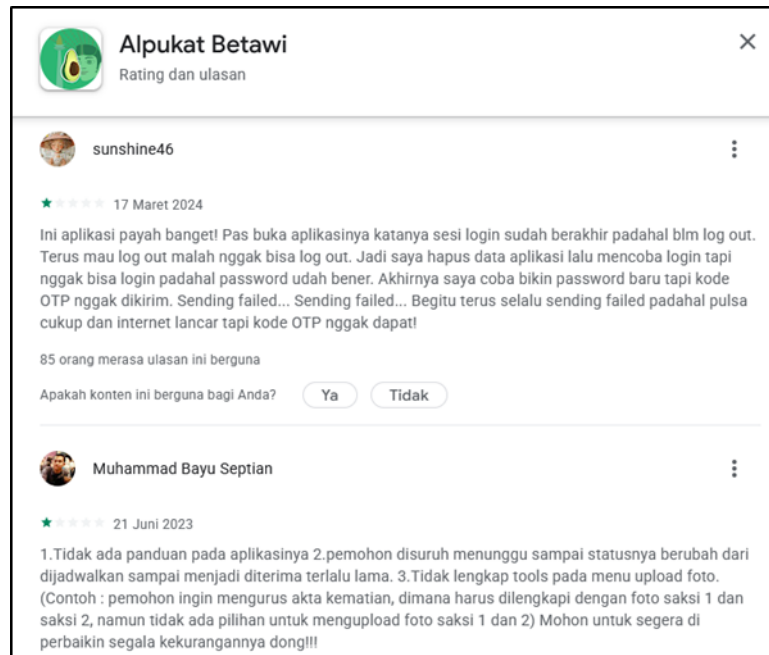 Alpukat Betawi
Rating dan ulasan
sunshine46
17 Maret 2024
Ini aplikasi payah banget! Pas buka aplikasinya katanya sesi login sudah berakhir padahal blm log out.
Terus mau log out malah nggak bisa log out. Jadi saya hapus data aplikasi lalu mencoba login tapi
nggak bisa login padahal password udah bener. Akhirnya saya coba bikin password baru tapi kode
OTP nggak dikirim. Sending failed... Sending failed... Begitu terus selalu sending failed padahal pulsa
cukup dan internet lancar tapi kode OTP nggak dapat!
85 orang merasa ulasan ini berguna
Apakah konten ini berguna bagi Anda? Ya Tidak
Muhammad Bayu Septian
21 Juni 2023
1.Tidak ada panduan pada aplikasinya 2.pemohon disuruh menunggu sampai statusnya berubah dari
dijadwalkan sampai menjadi diterima terlalu lama. 3.Tidak lengkap tools pada menu upload foto.
(Contoh : pemohon ingin mengurus akta kematian, dimana harus dilengkapi dengan foto saksi 1 dan
saksi 2, namun tidak ada pilihan untuk mengupload foto saksi 1 dan 2) Mohon untuk segera di
perbaikin segala kekurangannya dong!!!